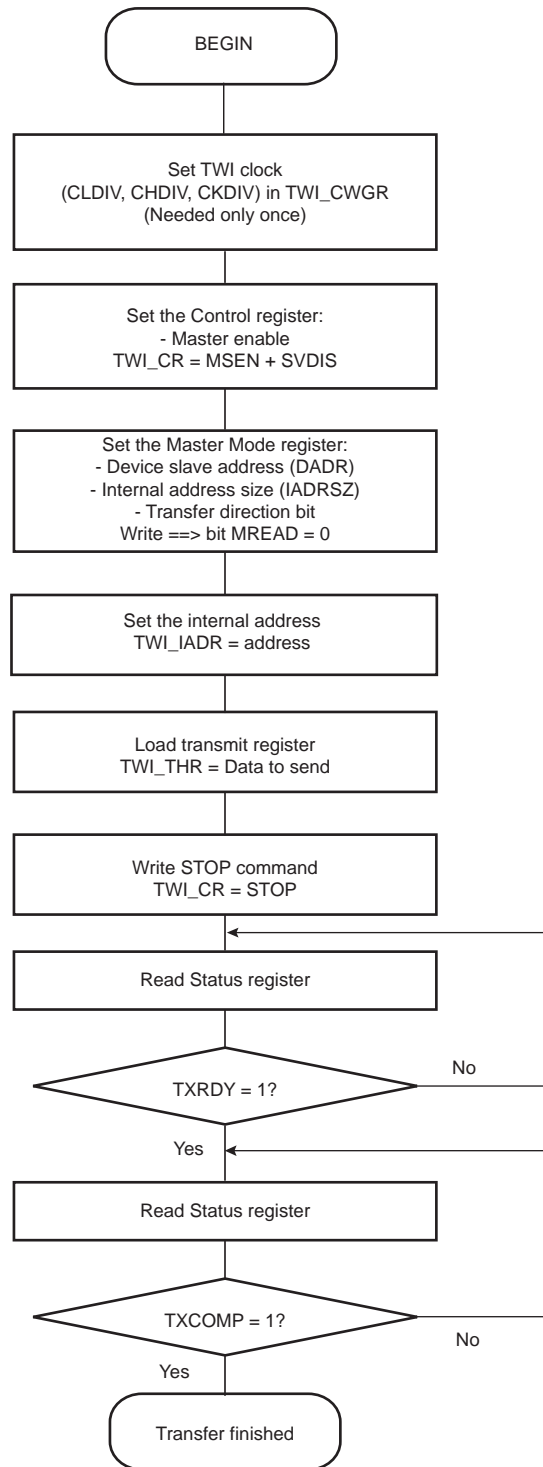 BEGIN
Set TWI clock
(CLDIV, CHDIV, CKDIV) in TWI_CWGR
(Needed only once)
Set the Control register:
- Master enable
TWI_CR = MSEN + SVDIS
Set the Master Mode register:
- Device slave address (DADR)
- Internal address size (IADRSZ)
- Transfer direction bit
Write ==> bit MREAD = 0
Set the internal address
TWI_IADR = address
Load transmit register
TWI_THR = Data to send
Write STOP command
TWI_CR = STOP
Read Status register
TXRDY = 1?
No
Yes
Read Status register
TXCOMP = 1?
No
Yes
Transfer finished